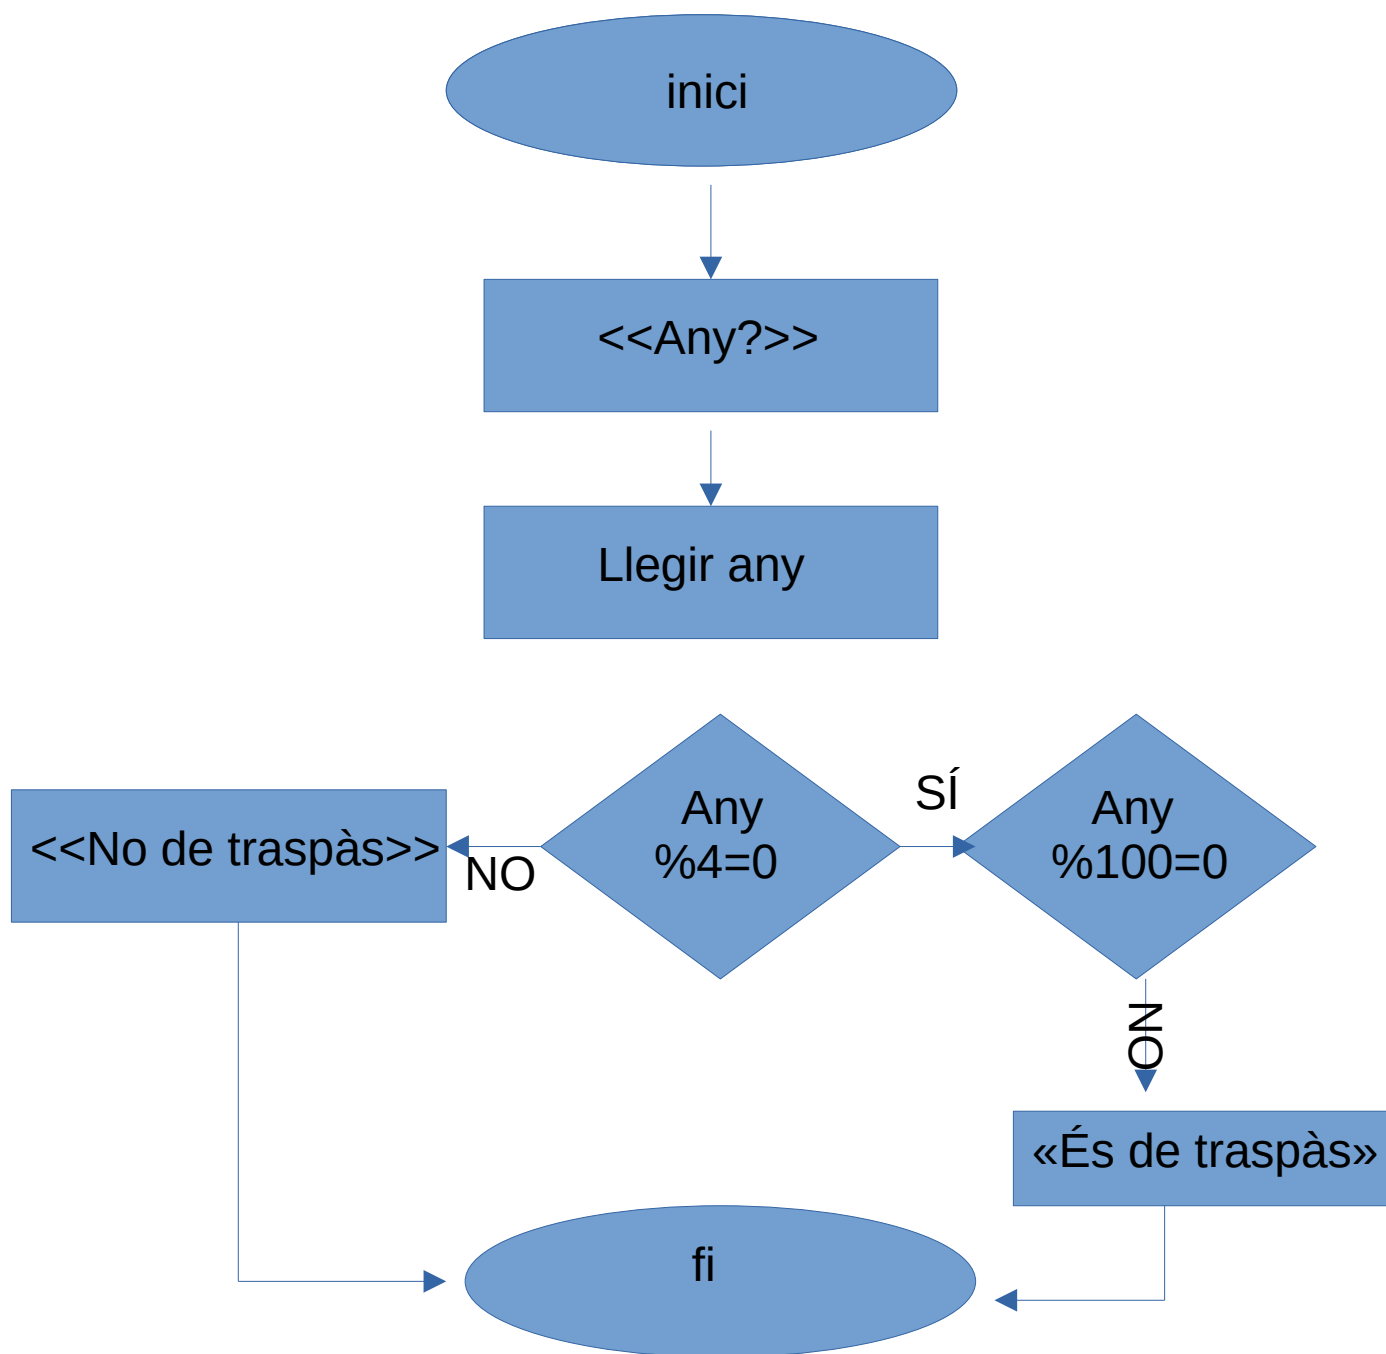 inici
<<Any?>>
Llegir any
<<No de traspàs>>
NO
Any
%4=0
SÍ
Any
%100=0
NO
«És de traspàs»
fi